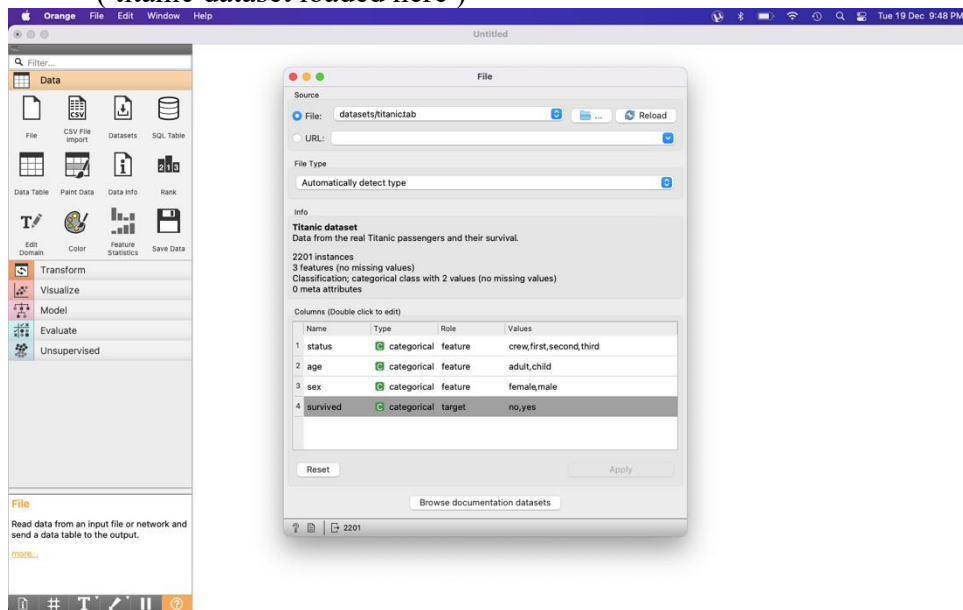 ( titanic dataset loaded here )
Orange File Edit Window Help
Tue 19 Dec 9:48 PM
Untitled
Filter...
Data
File CSV File Import Datasets SQL Table
Data Table Paint Data Data Info Rank
Edit Domain Color Feature Statistics Save Data
Transform
Visualize
Model
Evaluate
Unsupervised
File
Read data from an input file or network and
send a data table to the output.
more...
File
Source
File: datasets/titanic.tab ... Reload
URL:
File Type
Automatically detect type
Info
Titanic dataset
Data from the real Titanic passengers and their survival.
2201 instances
3 features (no missing values)
Classification; categorical class with 2 values (no missing values)
0 meta attributes
Columns (Double click to edit)
Name Type Role Values
1 status C categorical feature crew,first,second,third
2 age C categorical feature adult,child
3 sex C categorical feature female,male
4 survived C categorical target no,yes
Reset Apply
Browse documentation datasets
? 2201